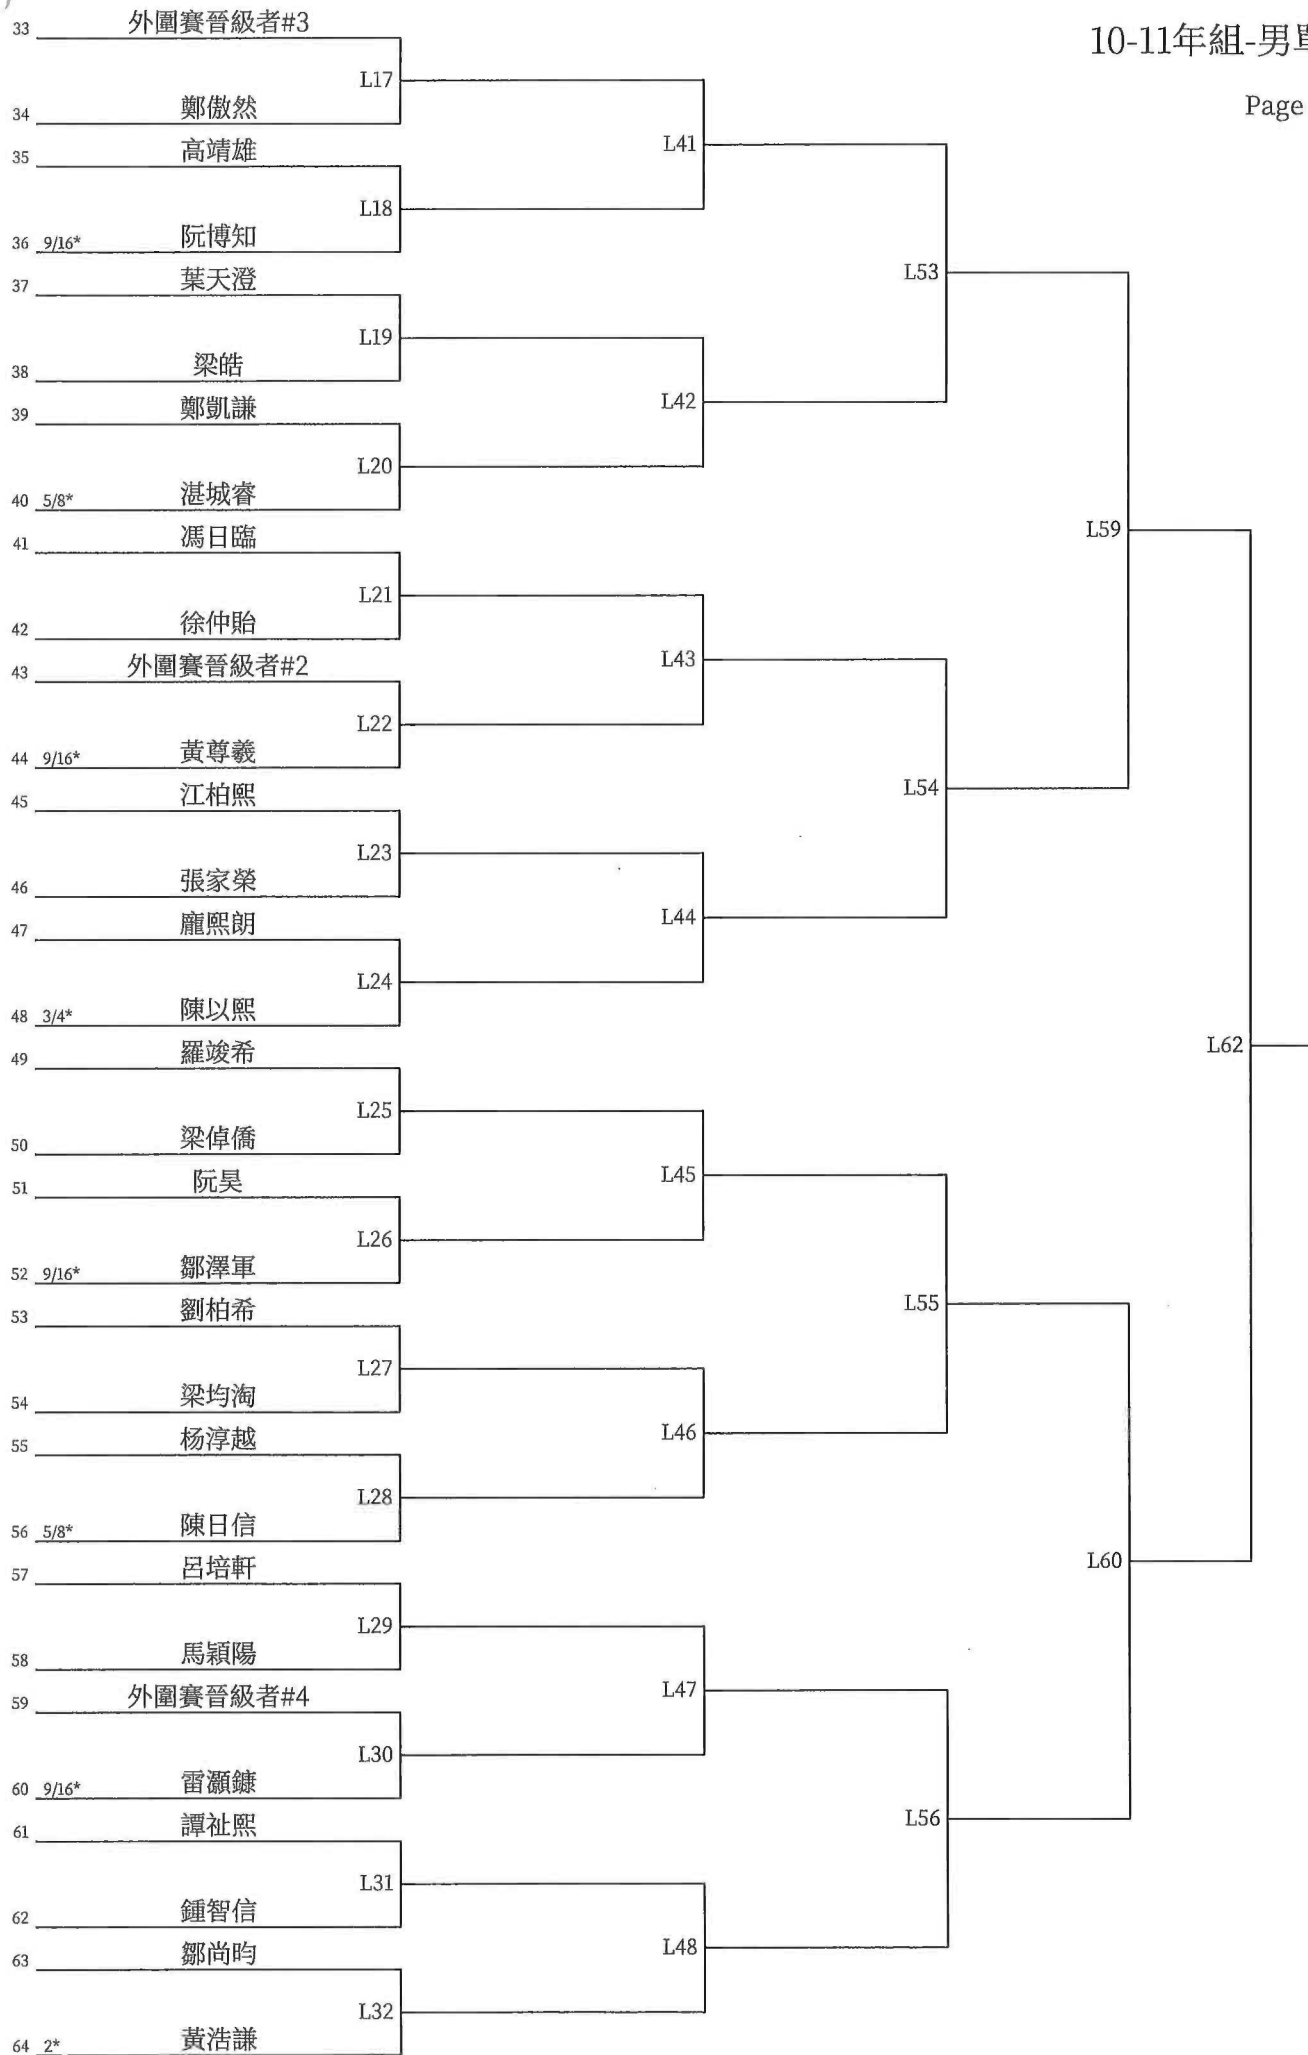 10-11年組-男單
Page
33 外圍賽晉級者#3
L17
34 鄭傲然
35 高靖雄
L41
L18
36 9/16* 阮博知
37 葉天澄
L53
L19
38 梁皓
39 鄭凱謙
L42
L20
40 5/8* 湛城睿
41 馮日臨
L59
L21
42 徐仲貽
43 外圍賽晉級者#2
L43
L22
44 9/16* 黃尊羲
45 江柏熙
L54
L23
46 張家榮
47 龐熙朗
L44
L24
48 3/4* 陳以熙
49 羅竣希
L62
L25
50 梁倬僑
51 阮昊
L45
L26
52 9/16* 鄒澤軍
53 劉柏希
L55
L27
54 梁均淘
55 杨淳越
L46
L28
56 5/8* 陳日信
57 呂培軒
L60
L29
58 馬穎陽
59 外圍賽晉級者#4
L47
L30
60 9/16* 雷灝鏮
61 譚祉熙
L56
L31
62 鍾智信
63 鄒尚昀
L48
L32
64 2* 黃浩謙